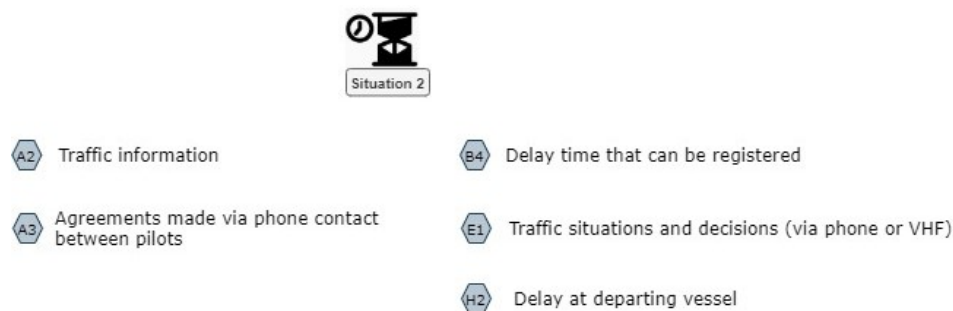 Situation 2
A2 Traffic information
B4 Delay time that can be registered
A3 Agreements made via phone contact
between pilots
E1 Traffic situations and decisions (via phone or VHF)
H2 Delay at departing vessel